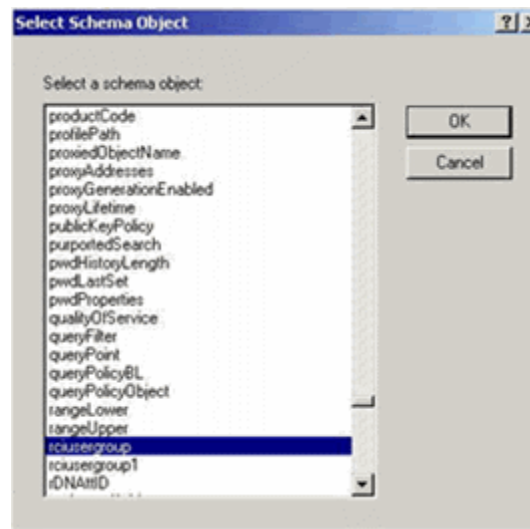 Select Schema Object
Select a schema object:
productCode
profilePath
proxiedObjectName
proxyAddresses
proxyGenerationEnabled
proxyLifetime
publicKeyPolicy
purportedSearch
pwdHistoryLength
pwdLastSet
pwdProperties
qualityOfService
queryFilter
queryPoint
queryPolicyBL
queryPolicyObject
rangeLower
rangeUpper
rciusergroup
rciusergroup1
rDNAttID
OK
Cancel